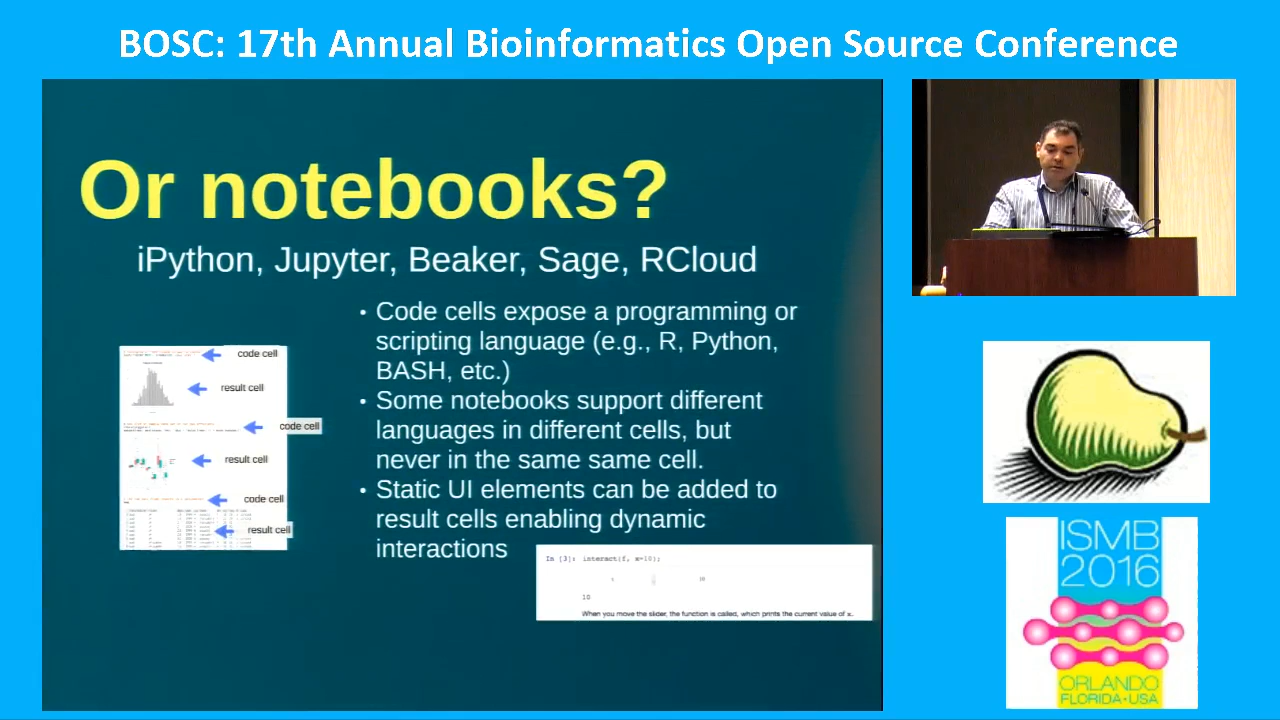 BOSC: 17th Annual Bioinformatics Open Source Conference
Or notebooks?
iPython, Jupyter, Beaker, Sage, RCloud
• Code cells expose a programming or
scripting language (e.g., R, Python,
BASH, etc.)
• Some notebooks support different
languages in different cells, but
never in the same same cell.
• Static UI elements can be added to
result cells enabling dynamic
interactions
code cell
result cell
code cell
result cell
code cell
result cell
In [3]: interact(f, x=10);
10
When you move the slider, the function is called, which prints the current value of x.
ISMB
2016
ORLANDO
FLORIDA•USA